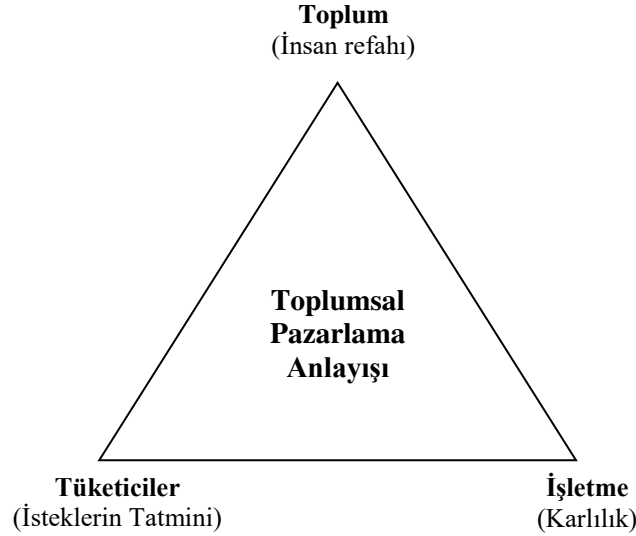 Toplum
(İnsan refahı)
Toplumsal
Pazarlama
Anlayışı
Tüketiciler
(İsteklerin Tatmini)
İşletme
(Karlılık)